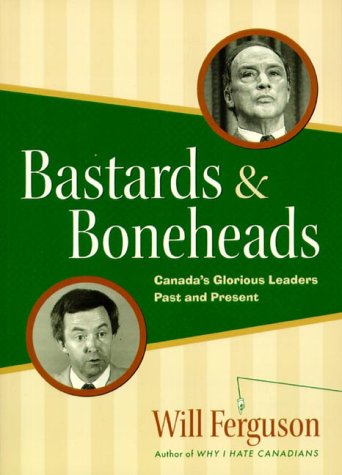 Bastards &
Boneheads
Canada's Glorious Leaders
Past and Present
Will Ferguson
Author of WHY I HATE CANADIANS